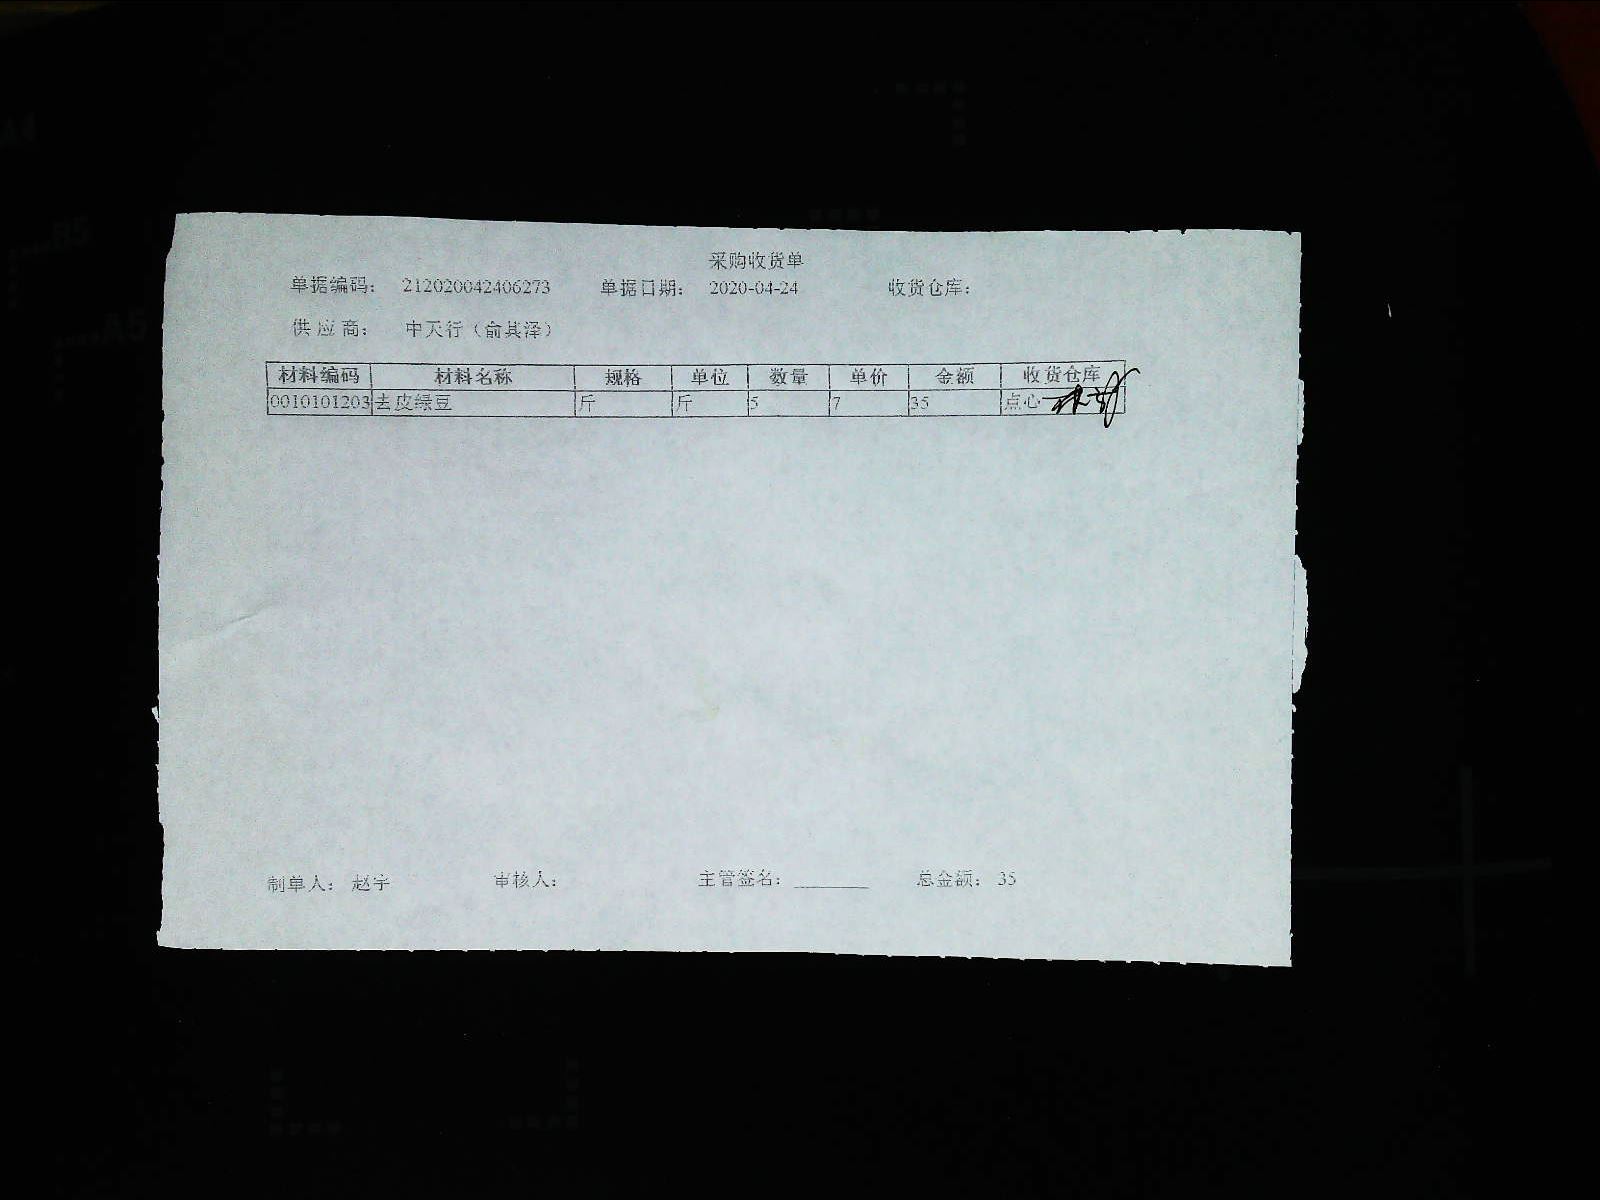 采购收货单
单据编码: 212020042406273 单据日期: 2020-04-24 收货仓库:
供应商: 中天行（俞其泽）
材料编码 材料名称 规格 单位 数量 单价 金额 收货仓库
0010101203 去皮绿豆 斤 斤 5 7 35 点心
制单人: 赵宇 审核人: 主管签名: ________ 总金额: 35
A4
B5
A5